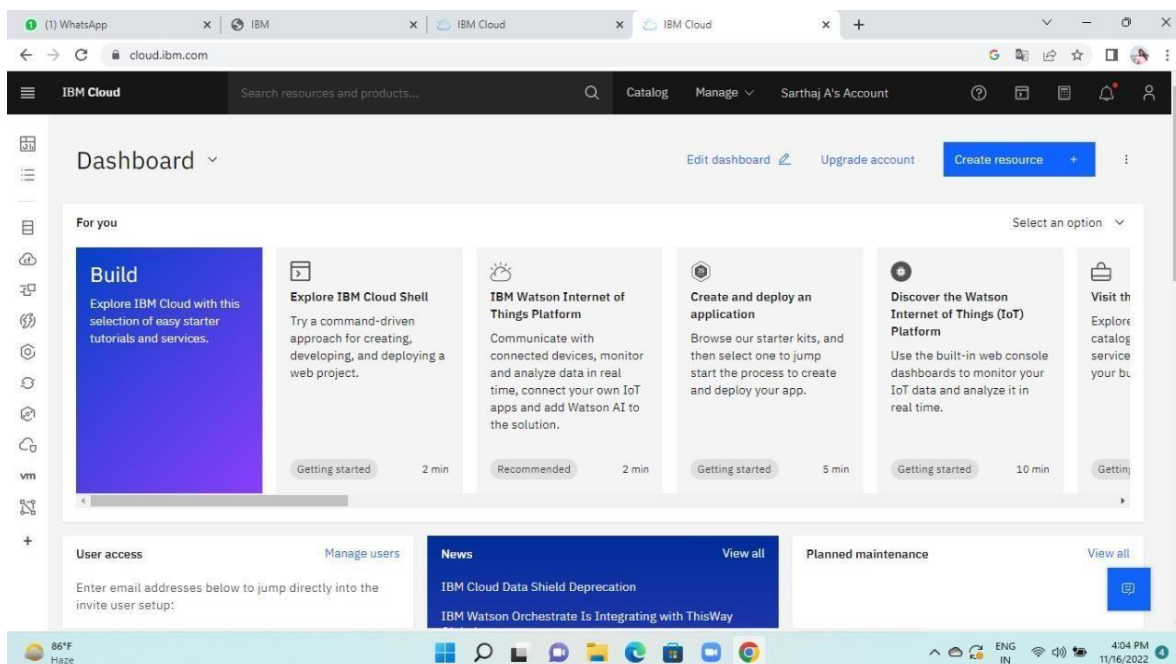 (1) WhatsApp
IBM
IBM Cloud
IBM Cloud
cloud.ibm.com
IBM Cloud
Search resources and products...
Catalog
Manage
Sarthaj A's Account
Dashboard
Edit dashboard
Upgrade account
Create resource +
For you
Select an option
Build
Explore IBM Cloud with this
selection of easy starter
tutorials and services.
Explore IBM Cloud Shell
Try a command-driven
approach for creating,
developing, and deploying a
web project.
Getting started
2 min
IBM Watson Internet of
Things Platform
Communicate with
connected devices, monitor
and analyze data in real
time, connect your own IoT
apps and add Watson AI to
the solution.
Recommended
2 min
Create and deploy an
application
Browse our starter kits, and
then select one to jump
start the process to create
and deploy your app.
Getting started
5 min
Discover the Watson
Internet of Things (IoT)
Platform
Use the built-in web console
dashboards to monitor your
IoT data and analyze it in
real time.
Getting started
10 min
Visit th
Explore
catalog
service
your bu
Getting
vm
User access
Manage users
Enter email addresses below to jump directly into the
invite user setup:
News
View all
IBM Cloud Data Shield Deprecation
IBM Watson Orchestrate Is Integrating with ThisWay
Planned maintenance
View all
86°F
Haze
ENG
IN
4:04 PM
11/16/2022
4